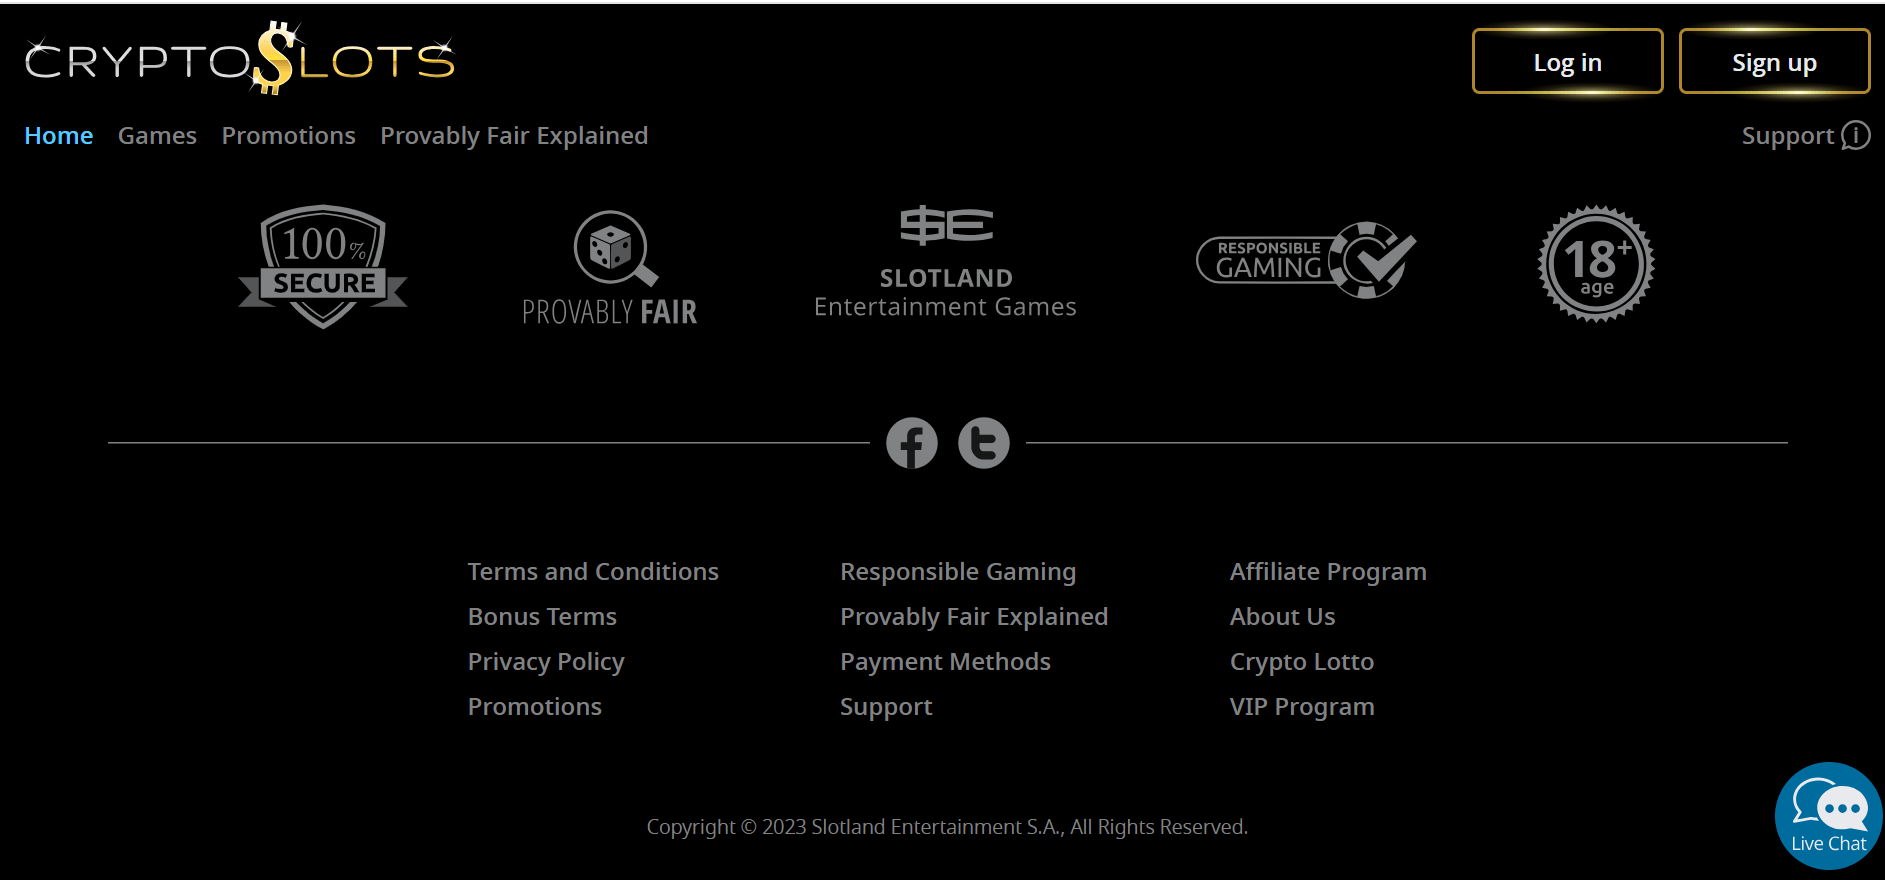 CRYPTO$LOTS
Log in
Sign up
Home Games Promotions Provably Fair Explained
Support
100%
SECURE
PROVABLY FAIR
SLOTLAND
Entertainment Games
RESPONSIBLE
GAMING
18+
age
Terms and Conditions
Bonus Terms
Privacy Policy
Promotions
Responsible Gaming
Provably Fair Explained
Payment Methods
Support
Affiliate Program
About Us
Crypto Lotto
VIP Program
Copyright © 2023 Slotland Entertainment S.A., All Rights Reserved.
Live Chat